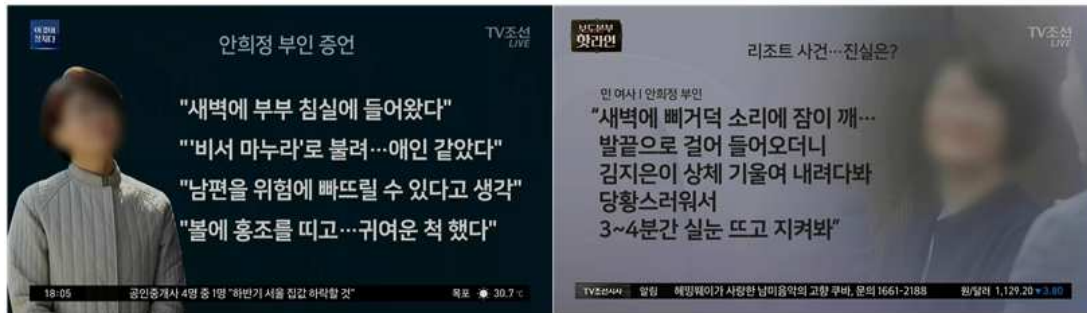 이것이
정치다
안희정 부인 증언
TV조선
LIVE
"새벽에 부부 침실에 들어왔다"
"'비서 마누라'로 불려…애인 같았다"
"남편을 위험에 빠뜨릴 수 있다고 생각"
"볼에 홍조를 띠고…귀여운 척 했다"
18:05 공인중개사 4명 중 1명 "하반기 서울 집값 하락할 것" 목포 30.7℃
보도본부
핫라인
리조트 사건…진실은?
TV조선
LIVE
민 여사 | 안희정 부인
"새벽에 삐거덕 소리에 잠이 깨…
발끝으로 걸어 들어오더니
김지은이 상체 기울여 내려다봐
당황스러워서
3~4분간 실눈 뜨고 지켜봐"
TV조선시사 알림 헤밍웨이가 사랑한 남미음악의 고향 쿠바, 문의 1661-2188 원/달러 1,129.20 ▼3.80